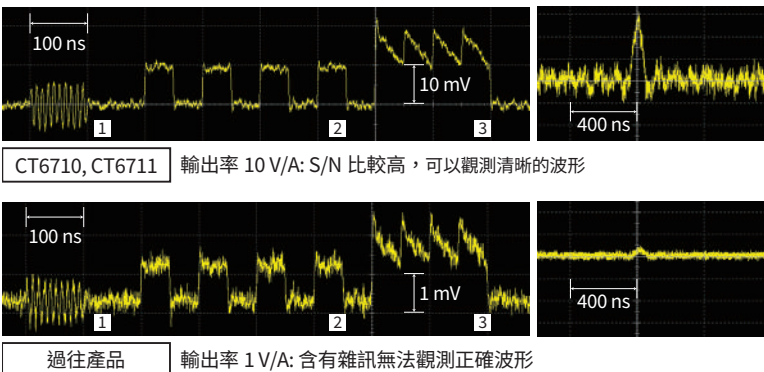 100 ns
10 mV
1
2
3
400 ns
CT6710, CT6711
輸出率 10 V/A: S/N 比較高，可以觀測清晰的波形
100 ns
1 mV
1
2
3
400 ns
過往產品
輸出率 1 V/A: 含有雜訊無法觀測正確波形